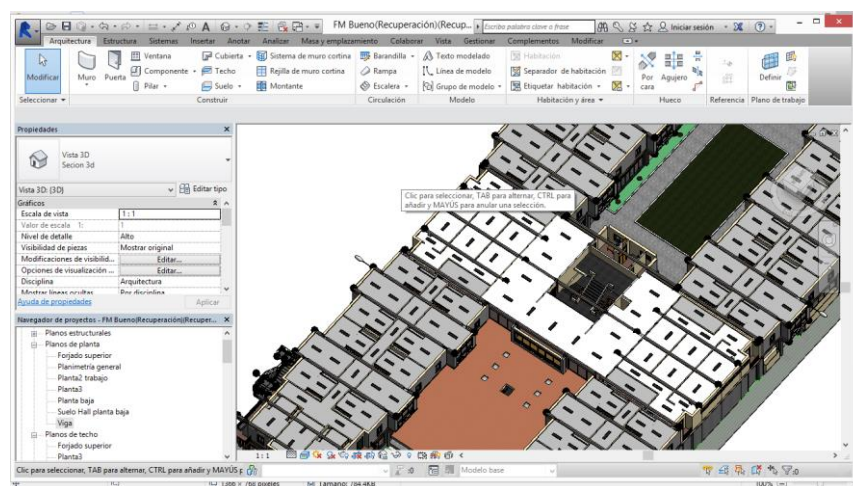 FM Bueno(Recuperación)(Recup...
Escriba palabra clave o frase
Iniciar sesión
Arquitectura Estructura Sistemas Insertar Anotar Analizar Masa y emplazamiento Colaborar Vista Gestionar Complementos Modificar
Modificar
Muro
Puerta
Ventana
Componente
Pilar
Cubierta
Techo
Suelo
Sistema de muro cortina
Rejilla de muro cortina
Montante
Barandilla
Rampa
Escalera
Texto modelado
Línea de modelo
Grupo de modelo
Habitación
Separador de habitación
Etiquetar habitación
Por cara
Agujero
Definir
Seleccionar
Construir
Circulación
Modelo
Habitación y área
Hueco
Referencia
Plano de trabajo
Propiedades
Vista 3D
Secion 3d
Vista 3D: {3D}
Editar tipo
Gráficos
Escala de vista 1 : 1
Valor de escala 1: 1
Nivel de detalle Alto
Visibilidad de piezas Mostrar original
Modificaciones de visibilid... Editar...
Opciones de visualización ... Editar...
Disciplina Arquitectura
Mostrar líneas ocultas Por disciplina
Ayuda de propiedades
Aplicar
Navegador de proyectos - FM Bueno(Recuperación)(Recuper...
Planos estructurales
Planos de planta
Forjado superior
Planimetría general
Planta2 trabajo
Planta3
Planta baja
Suelo Hall planta baja
Viga
Planos de techo
Forjado superior
Planta3
Clic para seleccionar, TAB para alternar, CTRL para
añadir y MAYÚS para anular una selección.
1 : 1
Clic para seleccionar, TAB para alternar, CTRL para añadir y MAYÚS p
:0
Modelo base
:0
1366 × 768 píxeles
Tamaño: 784.4KB
100%